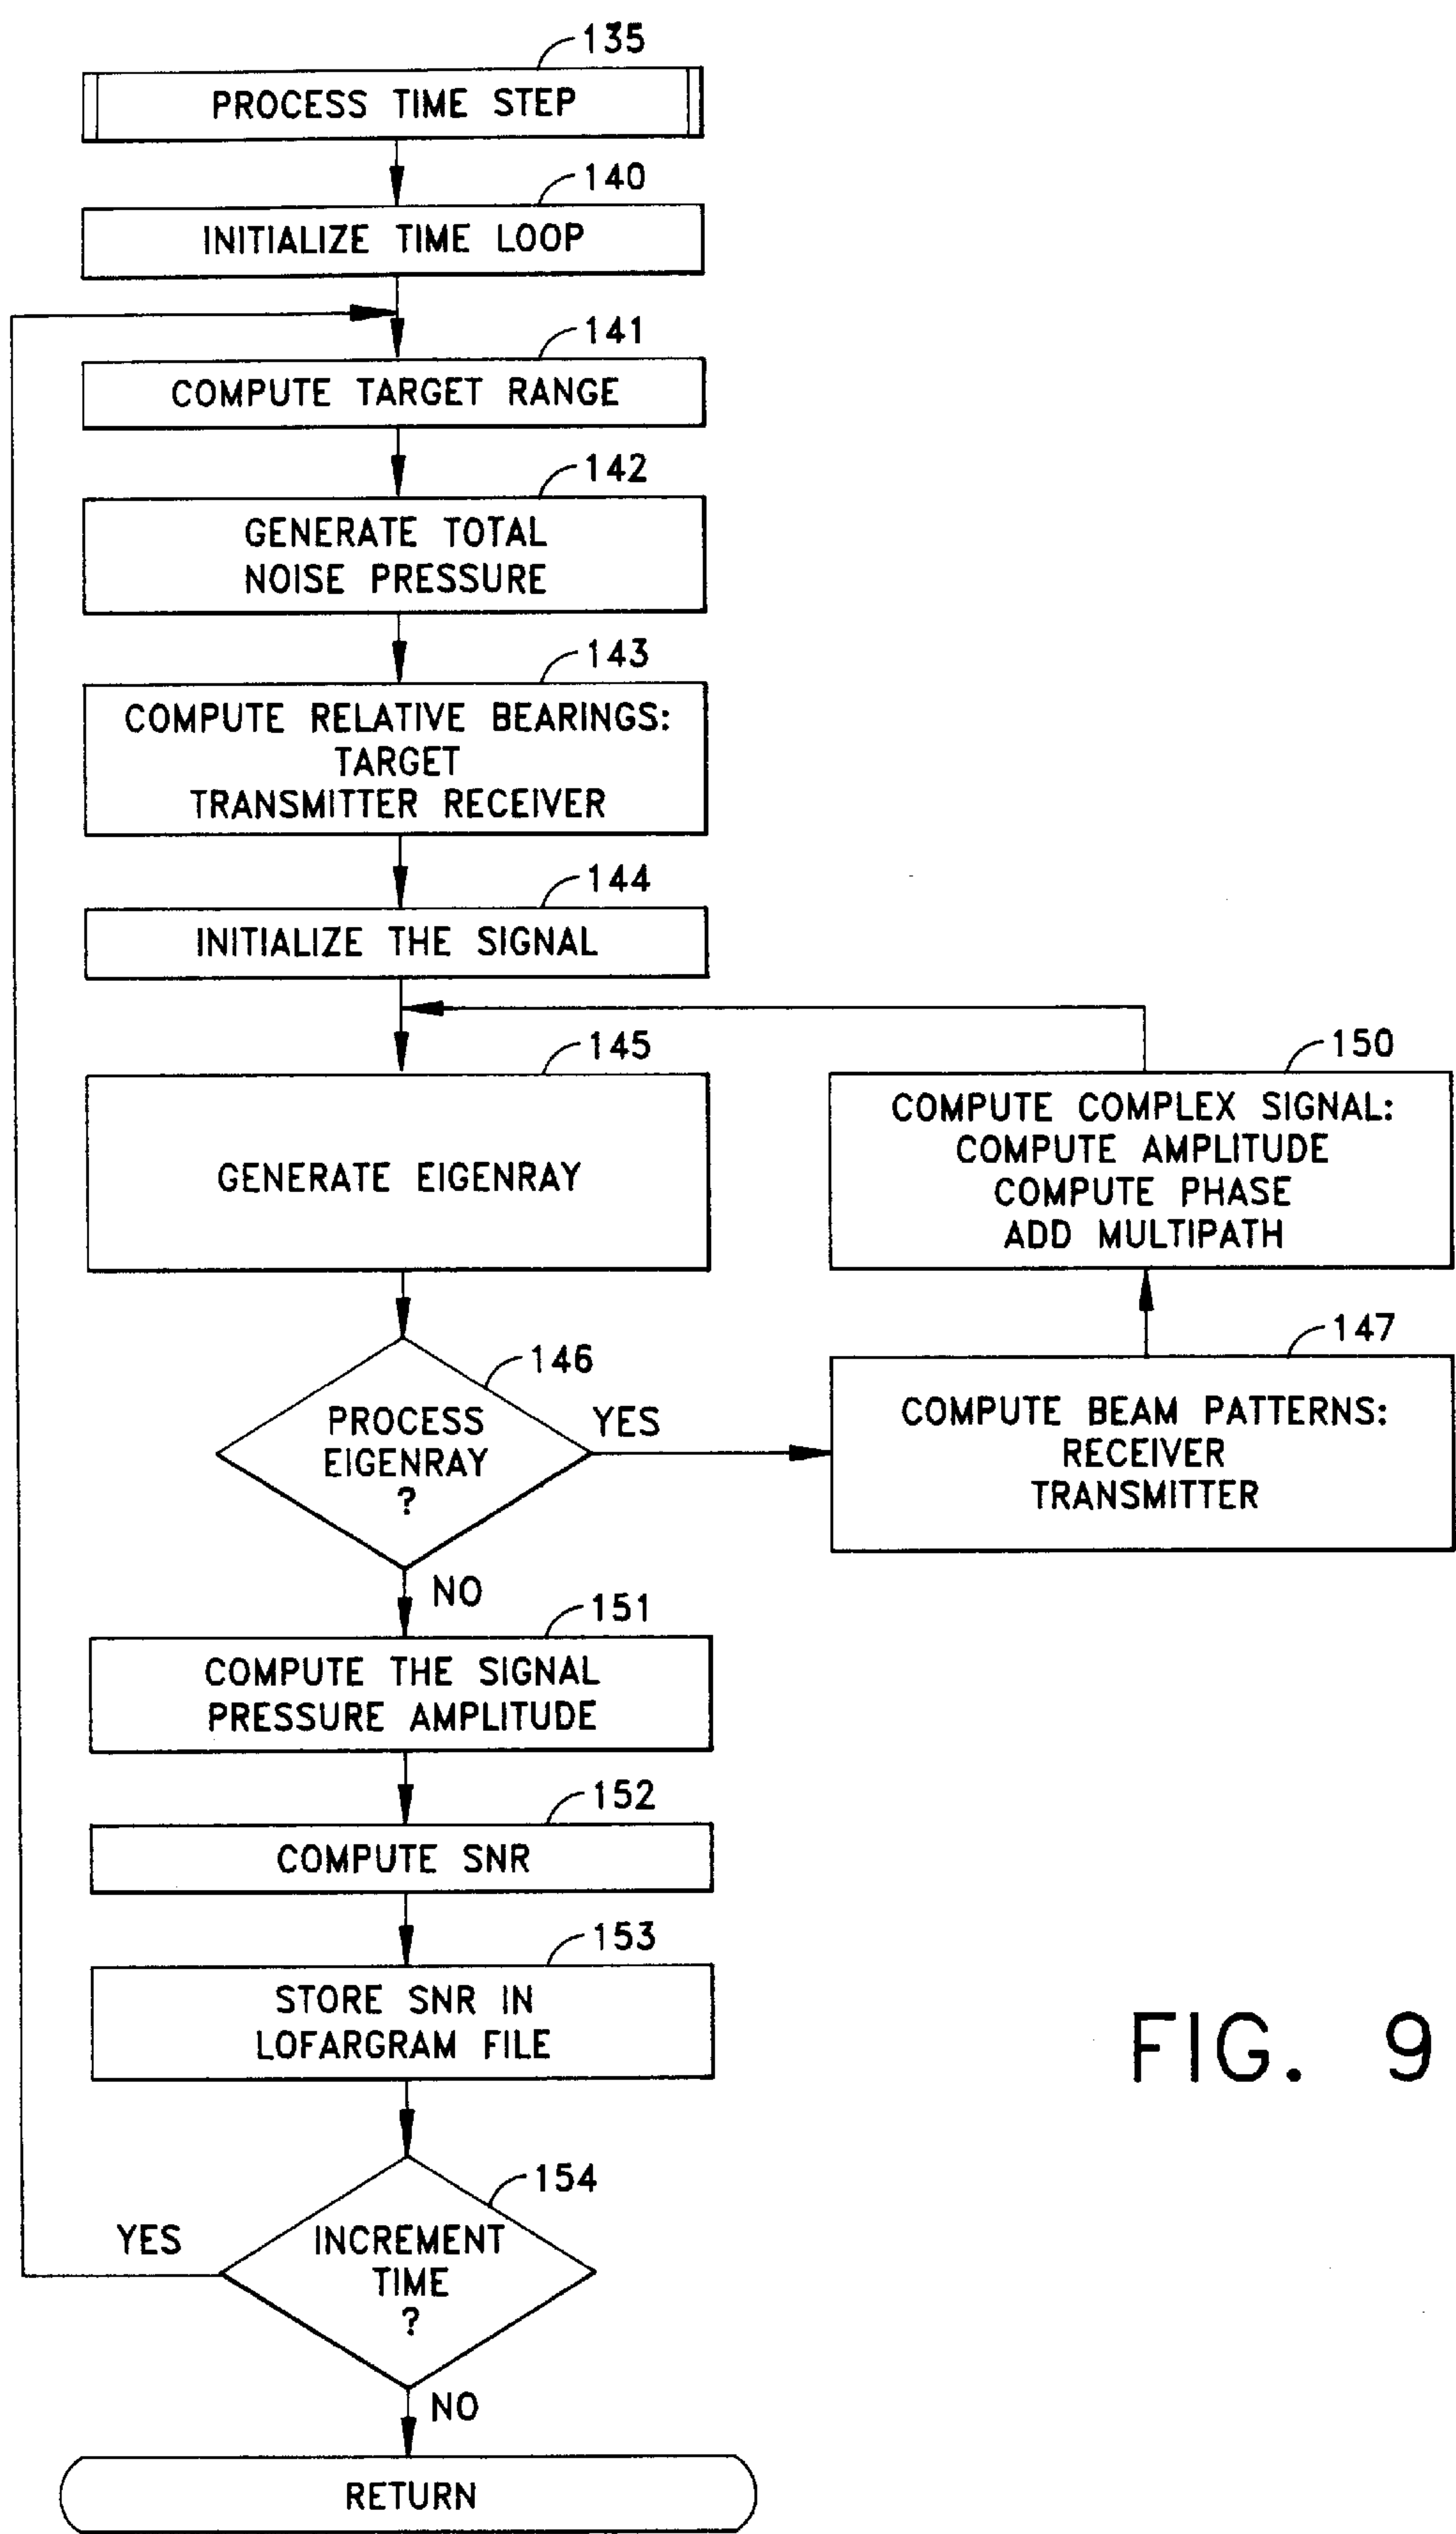 135
PROCESS TIME STEP
140
INITIALIZE TIME LOOP
141
COMPUTE TARGET RANGE
142
GENERATE TOTAL
NOISE PRESSURE
143
COMPUTE RELATIVE BEARINGS:
TARGET
TRANSMITTER RECEIVER
144
INITIALIZE THE SIGNAL
145
GENERATE EIGENRAY
150
COMPUTE COMPLEX SIGNAL:
COMPUTE AMPLITUDE
COMPUTE PHASE
ADD MULTIPATH
146
PROCESS
EIGENRAY
?
YES
147
COMPUTE BEAM PATTERNS:
RECEIVER
TRANSMITTER
NO
151
COMPUTE THE SIGNAL
PRESSURE AMPLITUDE
152
COMPUTE SNR
153
STORE SNR IN
LOFARGRAM FILE
FIG. 9
154
YES
INCREMENT
TIME
?
NO
RETURN